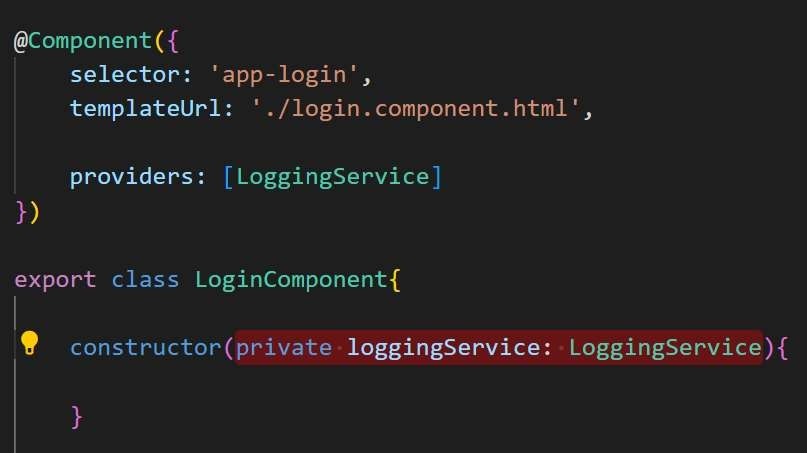 @Component({
    selector: 'app-login',
    templateUrl: './login.component.html',
    providers: [LoggingService]
})
export class LoginComponent{
    constructor(private loggingService: LoggingService){
    }